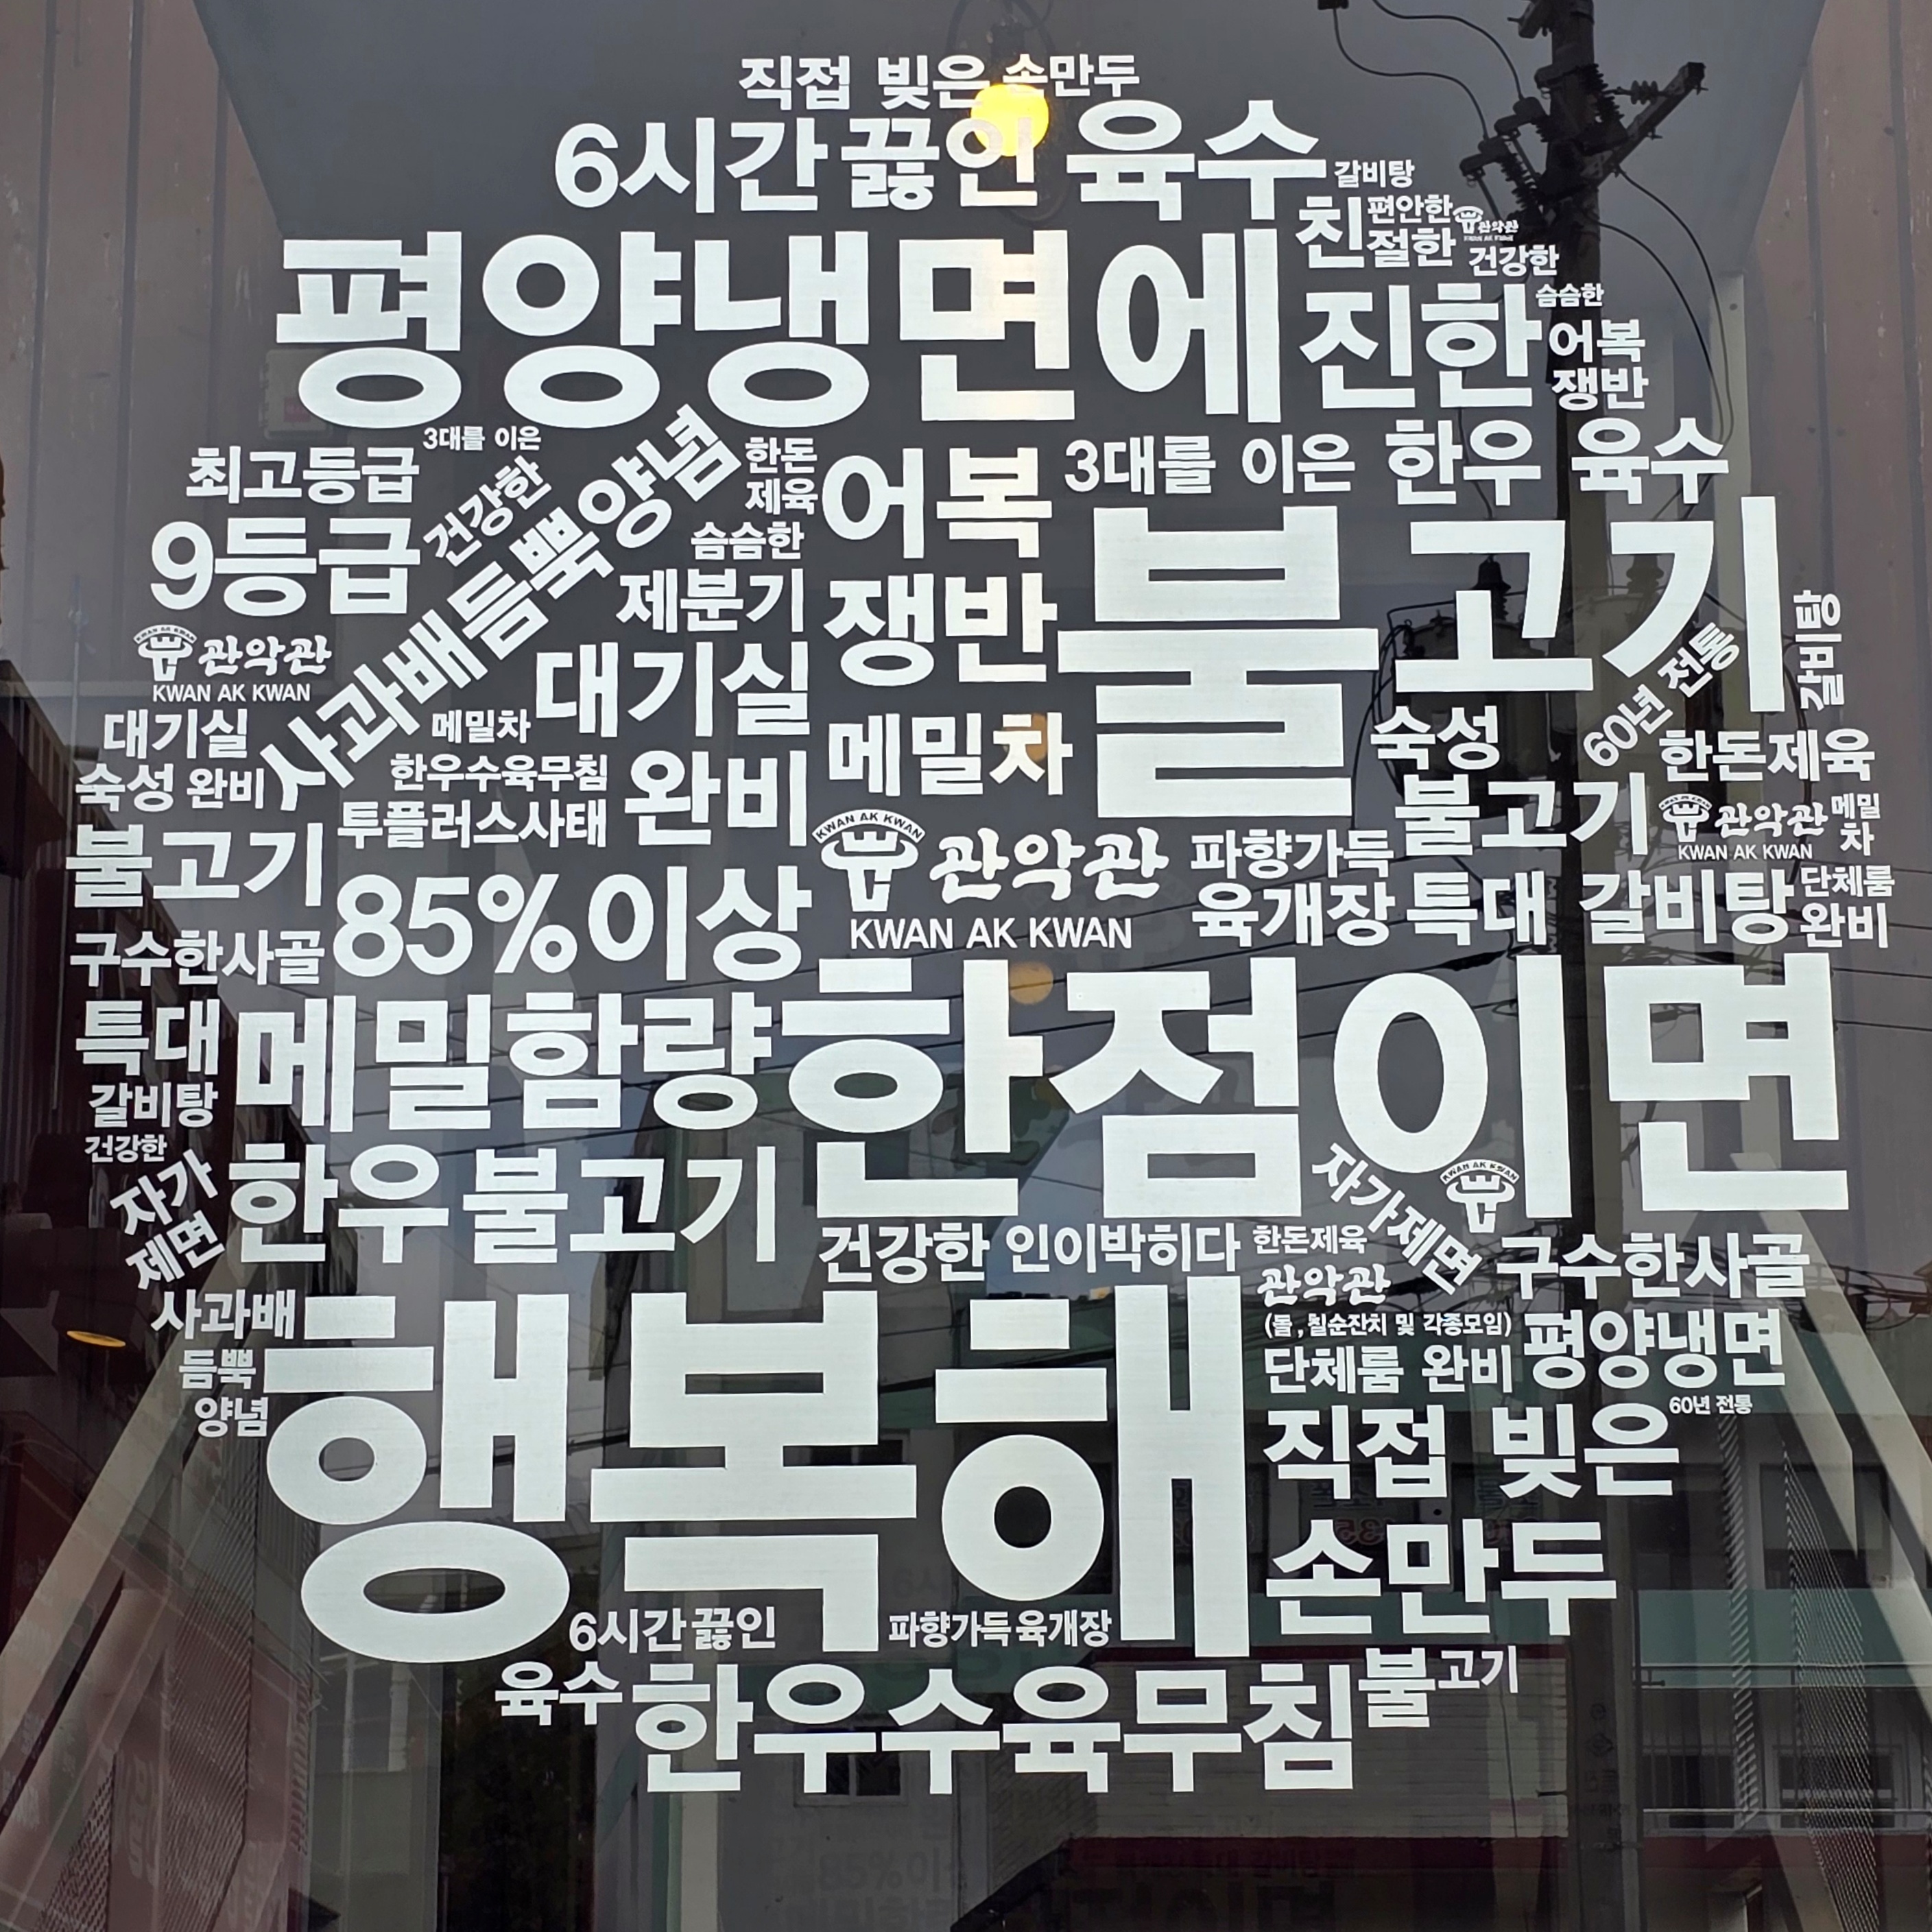 직접 빚은 손만두
6시간 끓인 육수
갈비탕
친절한
편안한
관악관
KWAN AK KWAN
건강한
평양냉면에
진한
슴슴한
어복
쟁반
최고등급
3대를 이은
9등급
건강한
사과배듬뿍양념
한돈
제육
슴슴한
제분기
어복
쟁반
3대를 이은
한우 육수
불고기
갈비탕
60년 전통
KWAN AK KWAN
관악관
KWAN AK KWAN
대기실
완비
대기실
완비
숙성
불고기
메밀차
한우수육무침
투플러스사태
메밀차
숙성
불고기
한돈제육
KWAN AK KWAN
관악관
KWAN AK KWAN
메밀
차
KWAN AK KWAN
관악관
KWAN AK KWAN
파향가득
육개장
특대 갈비탕
단체룸
완비
구수한사골
85%이상
메밀함량
특대
갈비탕
건강한
한점이면
자가
제면
한우불고기
건강한
인이박히다
한돈제육
자가제면
KWAN AK KWAN
구수한사골
사과배
듬뿍
양념
행복해
관악관
(돌, 칠순잔치 및 각종모임)
단체룸 완비
평양냉면
60년 전통
직접 빚은
손만두
6시간 끓인
육수
파향가득육개장
한우수육무침
불고기